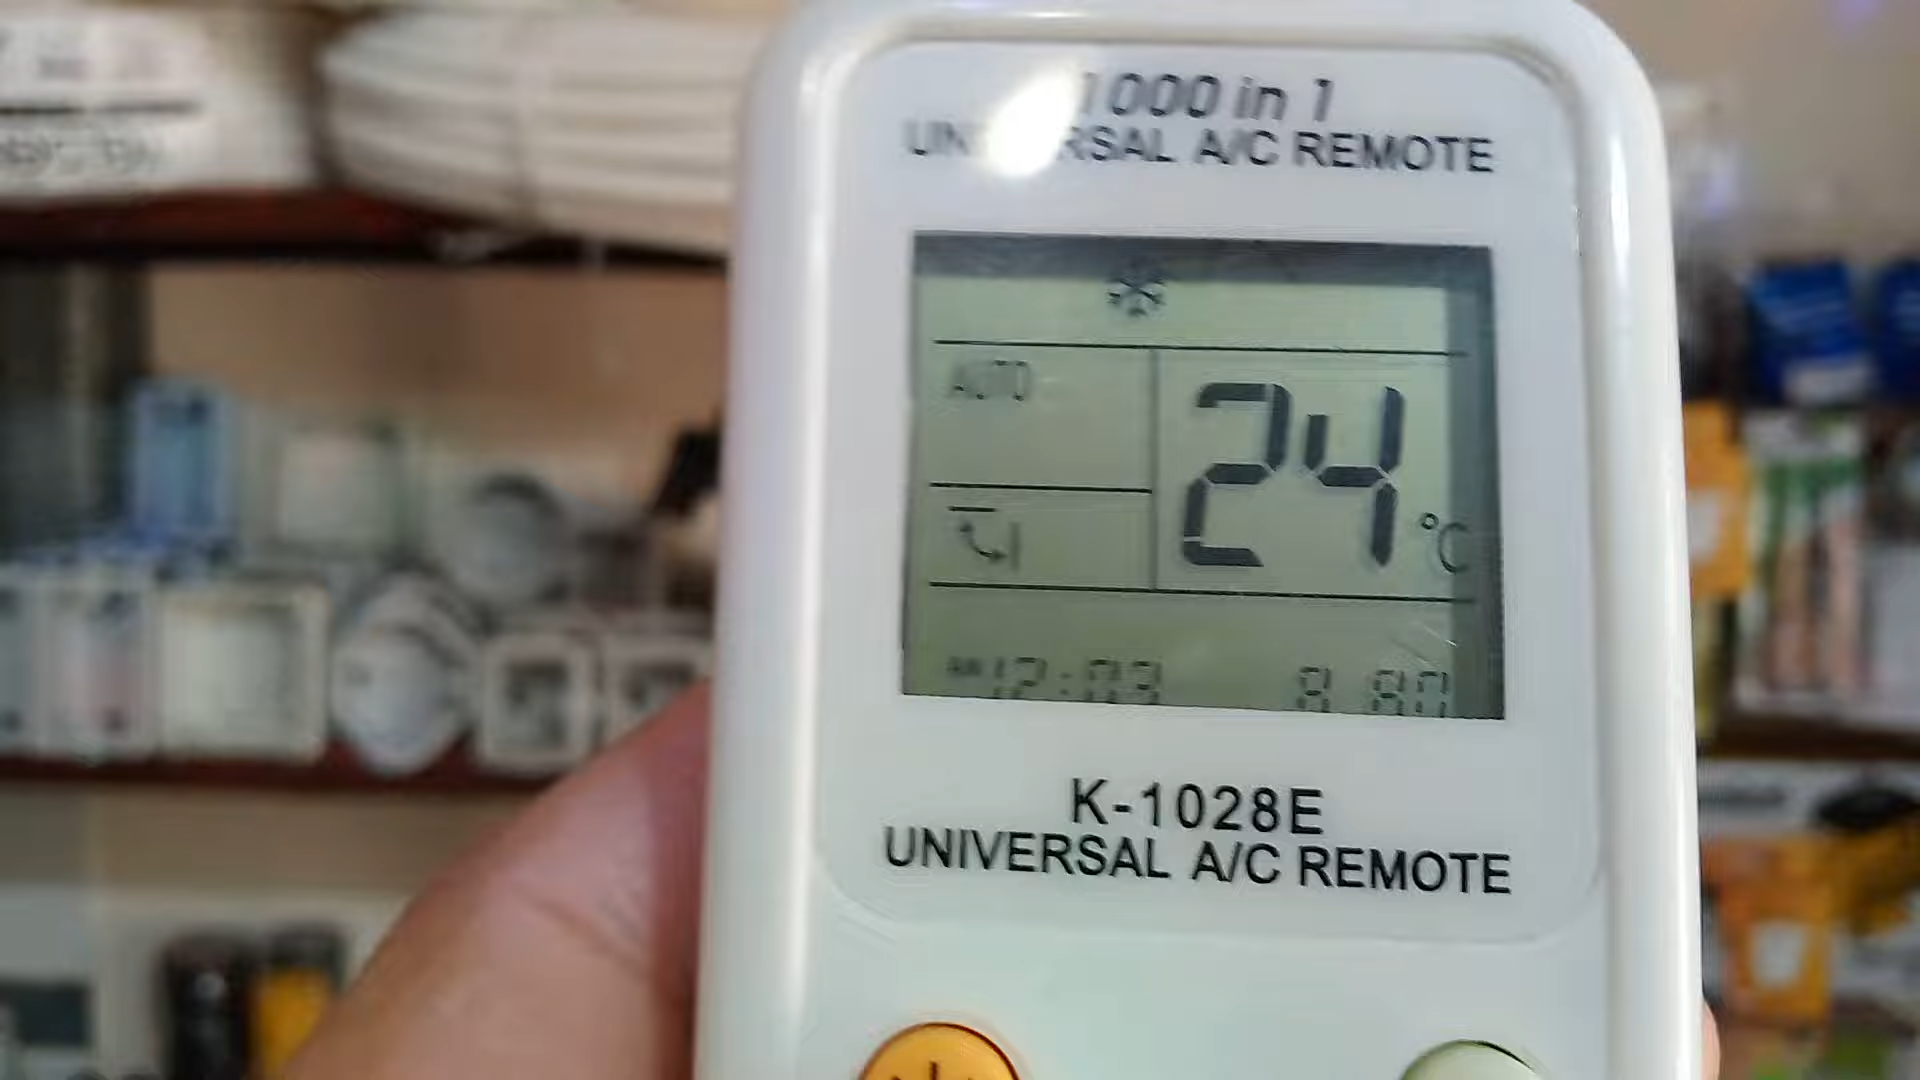 1000 in 1
UNIVERSAL A/C REMOTE
AUTO
24 °C
12:03
K-1028E
UNIVERSAL A/C REMOTE